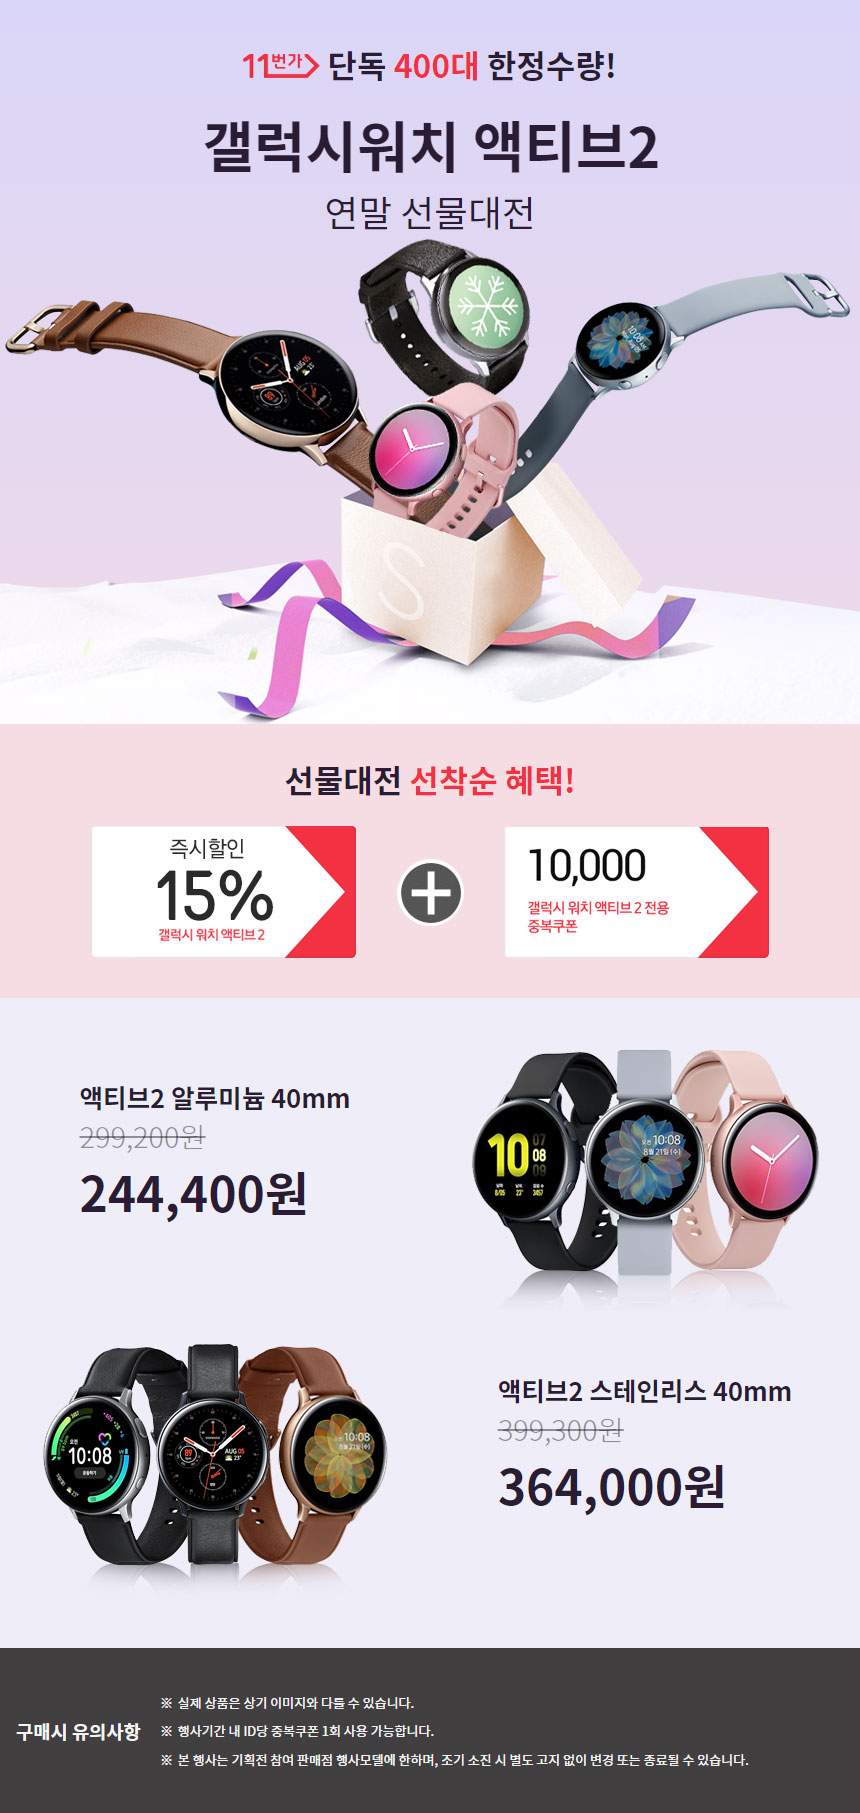 11번가 단독 400대 한정수량!
갤럭시워치 액티브2
연말 선물대전
S
선물대전 선착순 혜택!
즉시할인
15%
갤럭시 워치 액티브 2
10,000
갤럭시 워치 액티브 2 전용
중복쿠폰
액티브2 알루미늄 40mm
299,200원
244,400원
액티브2 스테인리스 40mm
399,300원
364,000원
구매시 유의사항
※ 실제 상품은 상기 이미지와 다를 수 있습니다.
※ 행사기간 내 ID당 중복쿠폰 1회 사용 가능합니다.
※ 본 행사는 기획전 참여 판매점 행사모델에 한하며, 조기 소진 시 별도 고지 없이 변경 또는 종료될 수 있습니다.